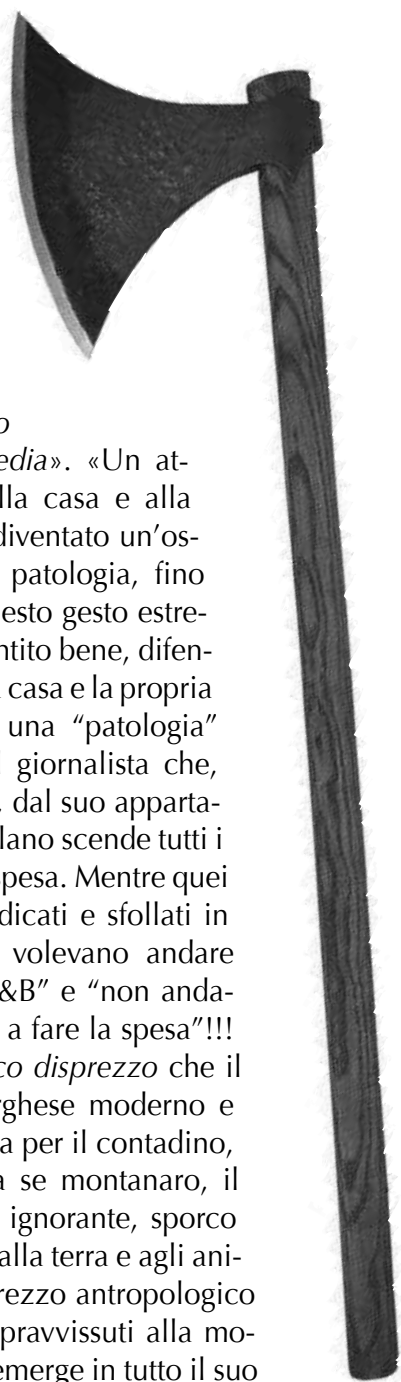 o
edia». «Un at-
lla casa e alla
diventato un’os-
patologia, fino
esto gesto estre-
ntito bene, difen-
casa e la propria
una “patologia”
giornalista che,
, dal suo apparta-
lano scende tutti i
spesa. Mentre quei
dicati e sfollati in
volevano andare
&B” e “non anda-
a fare la spesa”!!!
co disprezzo che il
rghese moderno e
a per il contadino,
a se montanaro, il
ignorante, sporco
alla terra e agli ani-
rezzo antropologico
pravvissuti alla mo-
emerge in tutto il suo